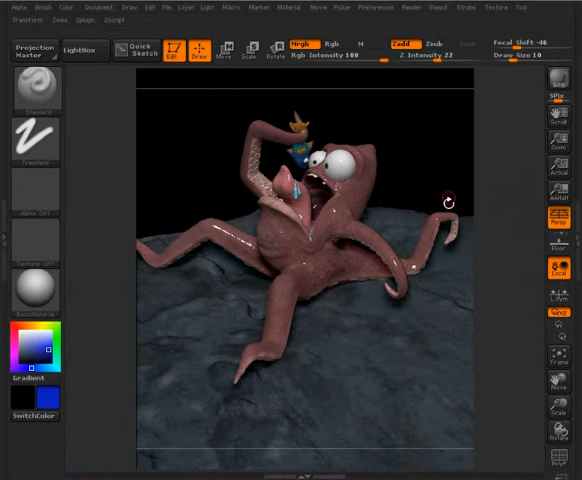 Alpha Brush Color Document Draw Edit File Layer Light Macro Marker Material Movie Picker Preferences Render Stencil Stroke Texture Tool
Transform Zoom Zplugin Zscript
Projection Master
LightBox
Quick Sketch
Edit
Draw
Move
Scale
Rotate
Mrgb Rgb M
Rgb Intensity 100
Zadd Zsub
Z Intensity 22
Focal Shift -46
Draw Size 10
Standard
Freehand
Alpha Off
Texture Off
BasicMaterial
Gradient
SwitchColor
SPix
Scroll
Zoom
Actual
AAHalf
Persp
Floor
Local
L.Sym
Frame
Move
Scale
Rotate
PolyF